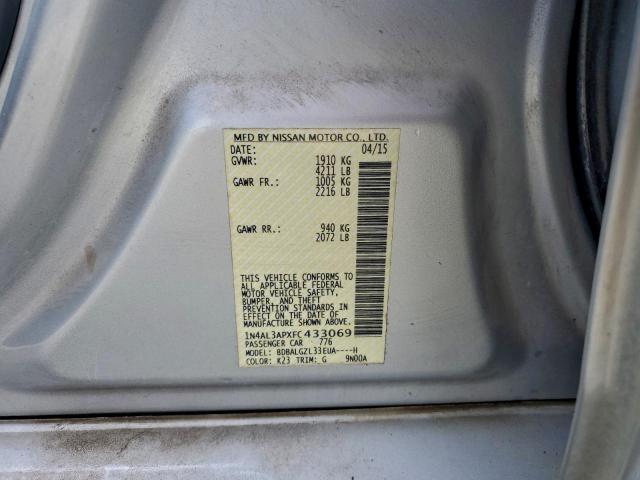 MFD BY NISSAN MOTOR CO., LTD.
DATE: 04/15
GVWR: 1910 KG
4211 LB
GAWR FR.: 1005 KG
2216 LB
GAWR RR.: 940 KG
2072 LB
THIS VEHICLE CONFORMS TO
ALL APPLICABLE FEDERAL
MOTOR VEHICLE SAFETY,
BUMPER, AND THEFT
PREVENTION STANDARDS IN
EFFECT ON THE DATE OF
MANUFACTURE SHOWN ABOVE.
1N4AL3APXFC433069
PASSENGER CAR 776
MODEL: BDBALGZL33EUA----H
COLOR: K23 TRIM: G 9N00A